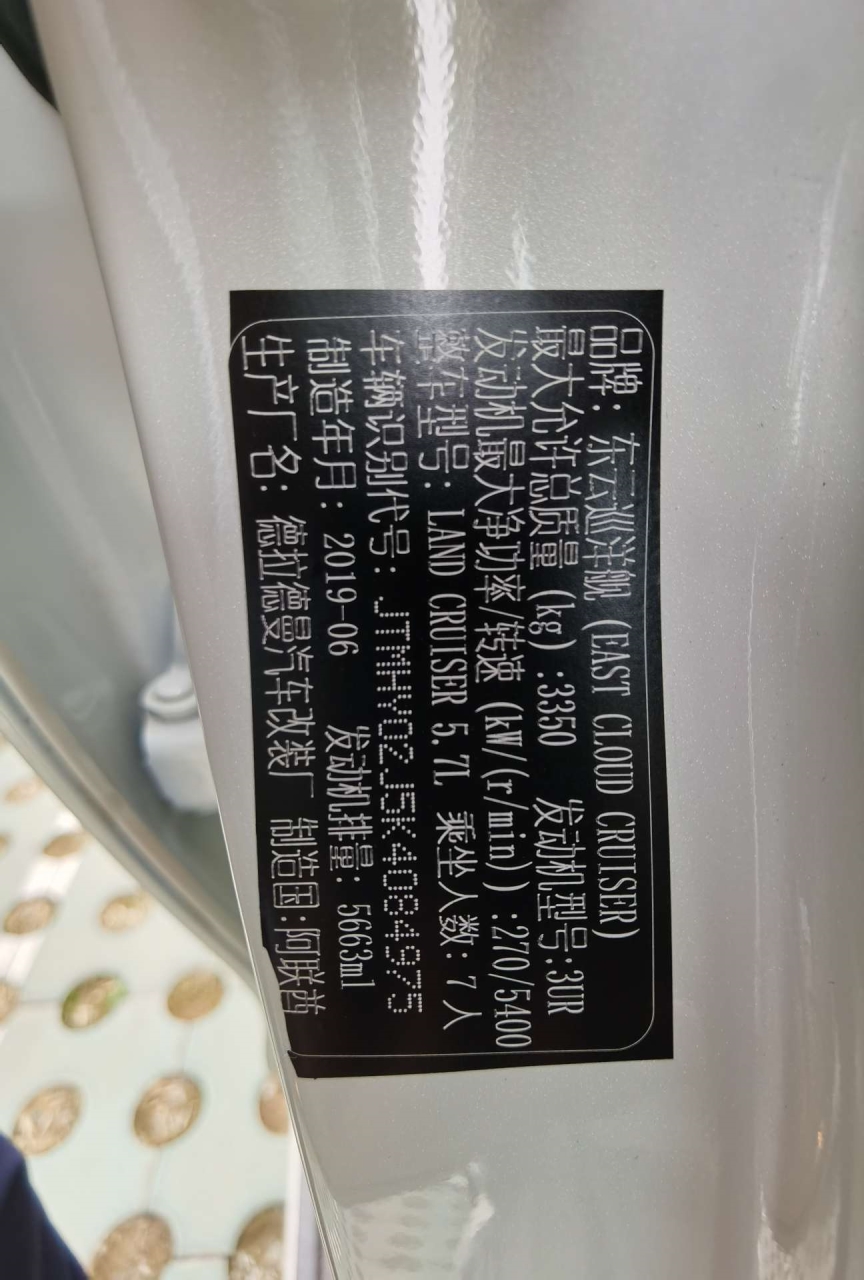 品牌：东云巡洋舰 (EAST CLOUD CRUISER)
最大允许总质量 (kg) :3350 发动机型号:3UR
发动机最大净功率/转速 (kW/(r/min)) :270/5400
整车型号：LAND CRUISER 5.7L 乘坐人数：7 人
车辆识别代号：JTMHY02J5K4084975
制造年月：2019-06 发动机排量：5663ml
生产厂名：德拉德曼汽车改装厂 制造国：阿联酋